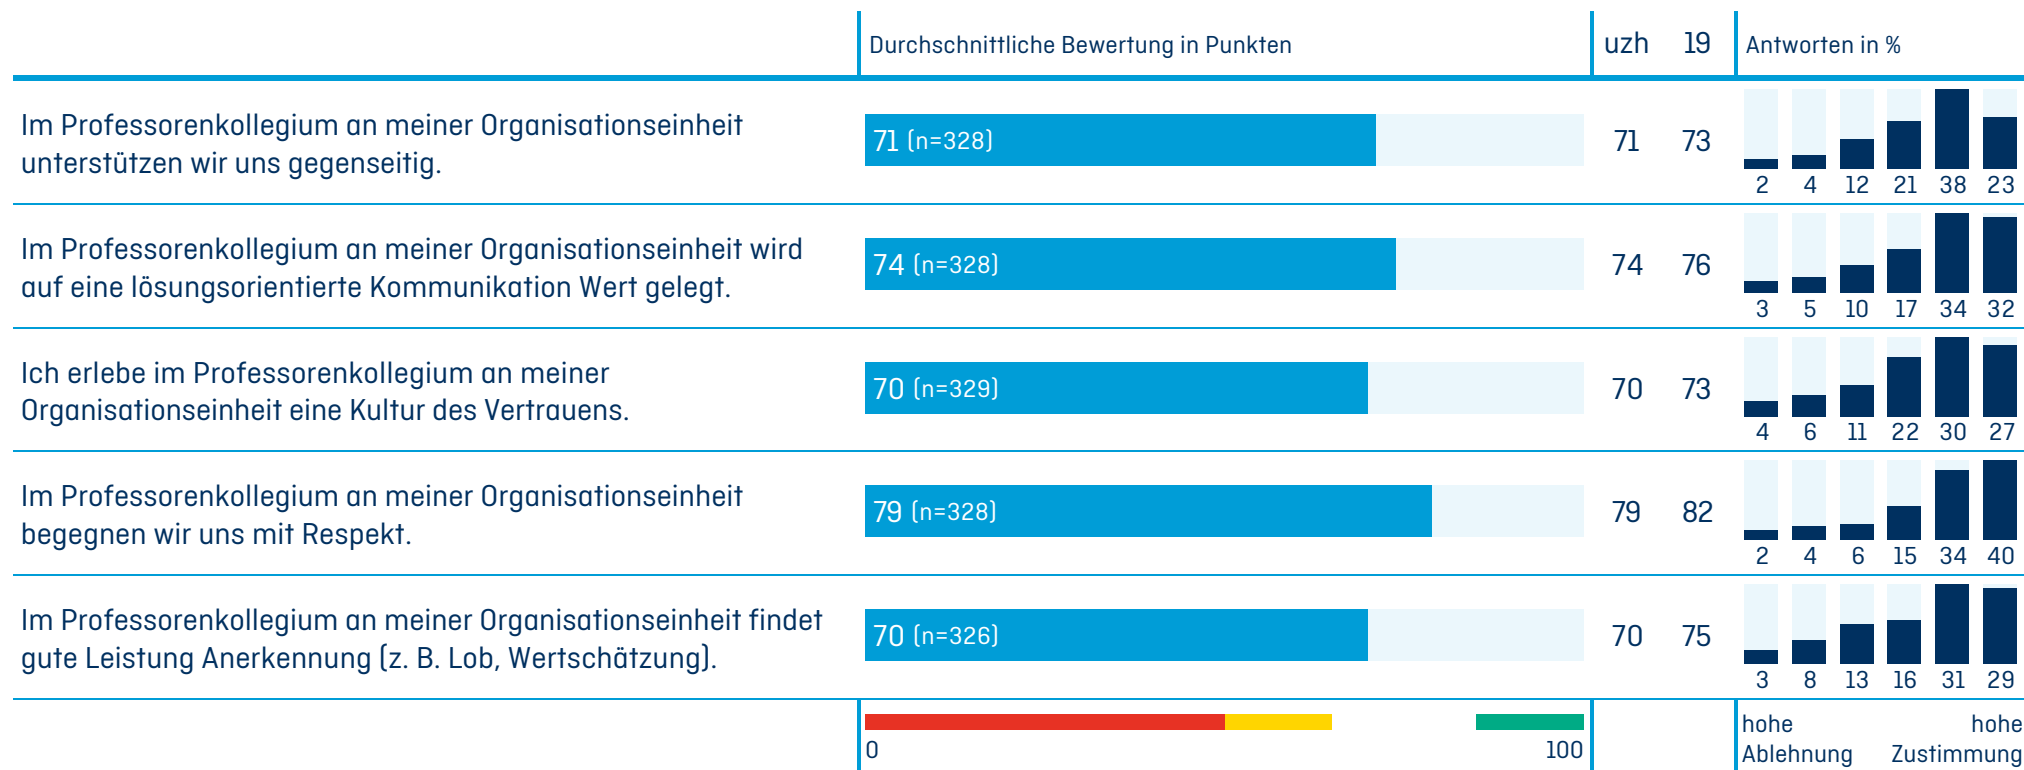 Durchschnittliche Bewertung in Punkten uzh 19 Antworten in %
Im Professorenkollegium an meiner Organisationseinheit
unterstützen wir uns gegenseitig.
71 (n=328) 71 73
2 4 12 21 38 23
Im Professorenkollegium an meiner Organisationseinheit wird
auf eine lösungsorientierte Kommunikation Wert gelegt.
74 (n=328) 74 76
3 5 10 17 34 32
Ich erlebe im Professorenkollegium an meiner
Organisationseinheit eine Kultur des Vertrauens.
70 (n=329) 70 73
4 6 11 22 30 27
Im Professorenkollegium an meiner Organisationseinheit
begegnen wir uns mit Respekt.
79 (n=328) 79 82
2 4 6 15 34 40
Im Professorenkollegium an meiner Organisationseinheit findet
gute Leistung Anerkennung (z. B. Lob, Wertschätzung).
70 (n=326) 70 75
3 8 13 16 31 29
0 100
hohe hohe
Ablehnung Zustimmung